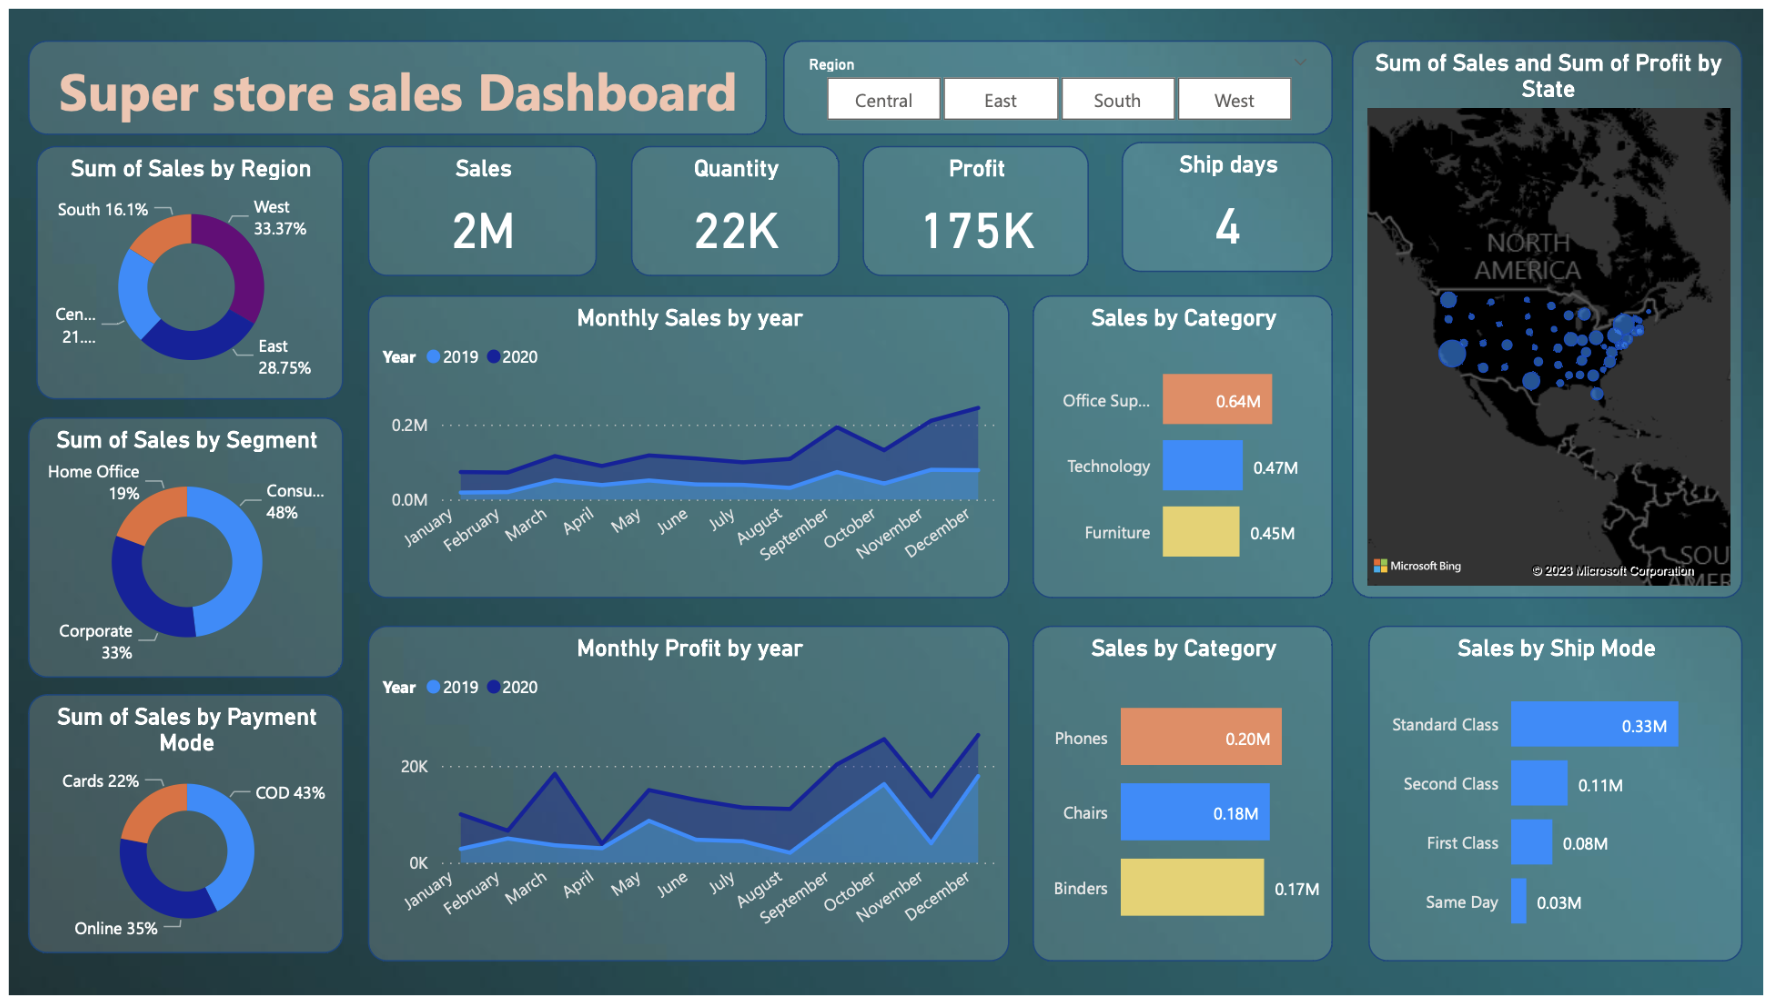 Super store sales Dashboard
Region
Central
East
South
West
Sum of Sales and Sum of Profit by
State
NORTH
AMERICA
SOU
AMER
Microsoft Bing
© 2023 Microsoft Corporation
Sum of Sales by Region
South 16.1%
West
33.37%
Cen...
21....
East
28.75%
Sales
2M
Quantity
22K
Profit
175K
Ship days
4
Sum of Sales by Segment
Home Office
19%
Consu...
48%
Corporate
33%
Monthly Sales by year
Year 2019 2020
0.2M
0.0M
January
February
March
April
May
June
July
August
September
October
November
December
Sales by Category
Office Sup...
0.64M
Technology
0.47M
Furniture
0.45M
Sum of Sales by Payment
Mode
Cards 22%
COD 43%
Online 35%
Monthly Profit by year
Year 2019 2020
20K
0K
January
February
March
April
May
June
July
August
September
October
November
December
Sales by Category
Phones
0.20M
Chairs
0.18M
Binders
0.17M
Sales by Ship Mode
Standard Class
0.33M
Second Class
0.11M
First Class
0.08M
Same Day
0.03M